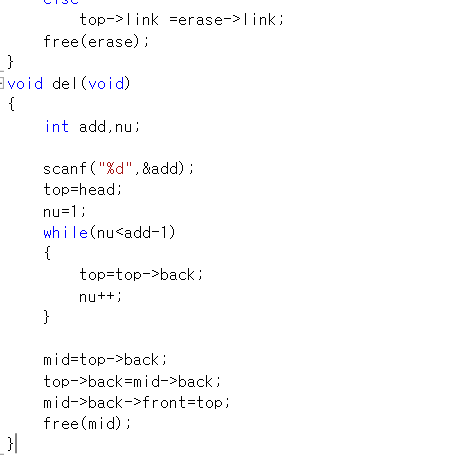 else
top->link =erase->link;
free(erase);
}
void del(void)
{
int add,nu;
scanf("%d",&add);
top=head;
nu=1;
while(nu<add-1)
{
top=top->back;
nu++;
}
mid=top->back;
top->back=mid->back;
mid->back->front=top;
free(mid);
}